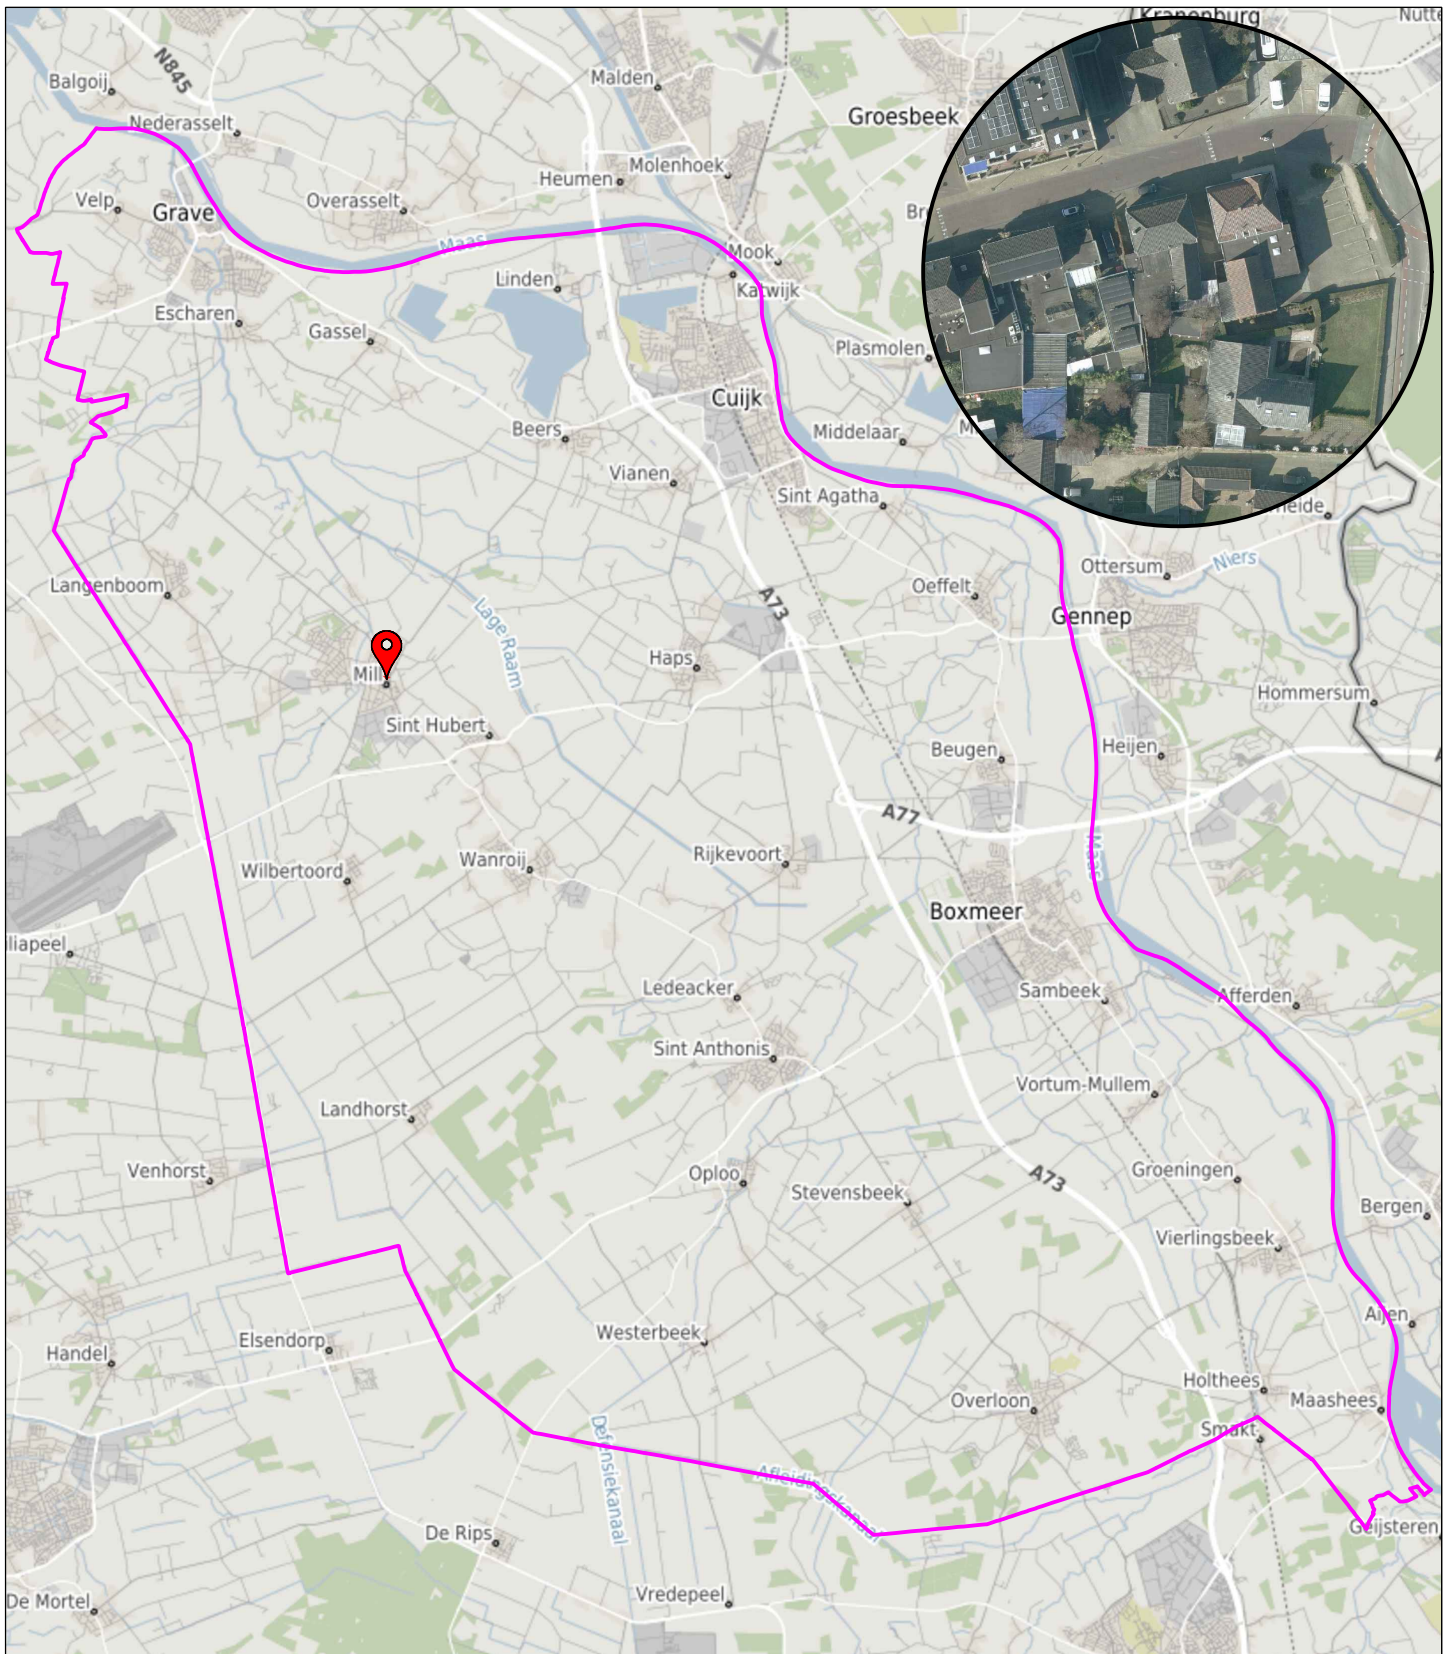 Kranenburg
Nutte
N845
Balgoij
Malden
Groesbeek
Nederasselt
Molenhoek
Heumen
Velp
Grave
Overasselt
Br
Maas
Mook
Linden
Katwijk
Escharen
Gassel
Plasmolen
Cuijk
Beers
Middelaar
M
Vianen
Sint Agatha
heide
Niers
Ottersum
Langenboom
Oeffelt
A73
Gennep
Lage Raam
Haps
Mill
Hommersum
Sint Hubert
Beugen
Heijen
A77
Maas
Rijkevoort
Wanroij
Wilbertoord
Boxmeer
iliapeel
Ledeacker
Sambeek
Afferden
Sint Anthonis
Vortum-Mullem
Landhorst
Venhorst
Oploo
Groeningen
A73
Stevensbeek
Bergen
Vierlingsbeek
Aijen
Elsendorp
Westerbeek
Handel
Holthees
Overloon
Maashees
Smakt
Defensiekanaal
Afleidingskanaal
De Rips
Geijsteren
Vredepeel
De Mortel